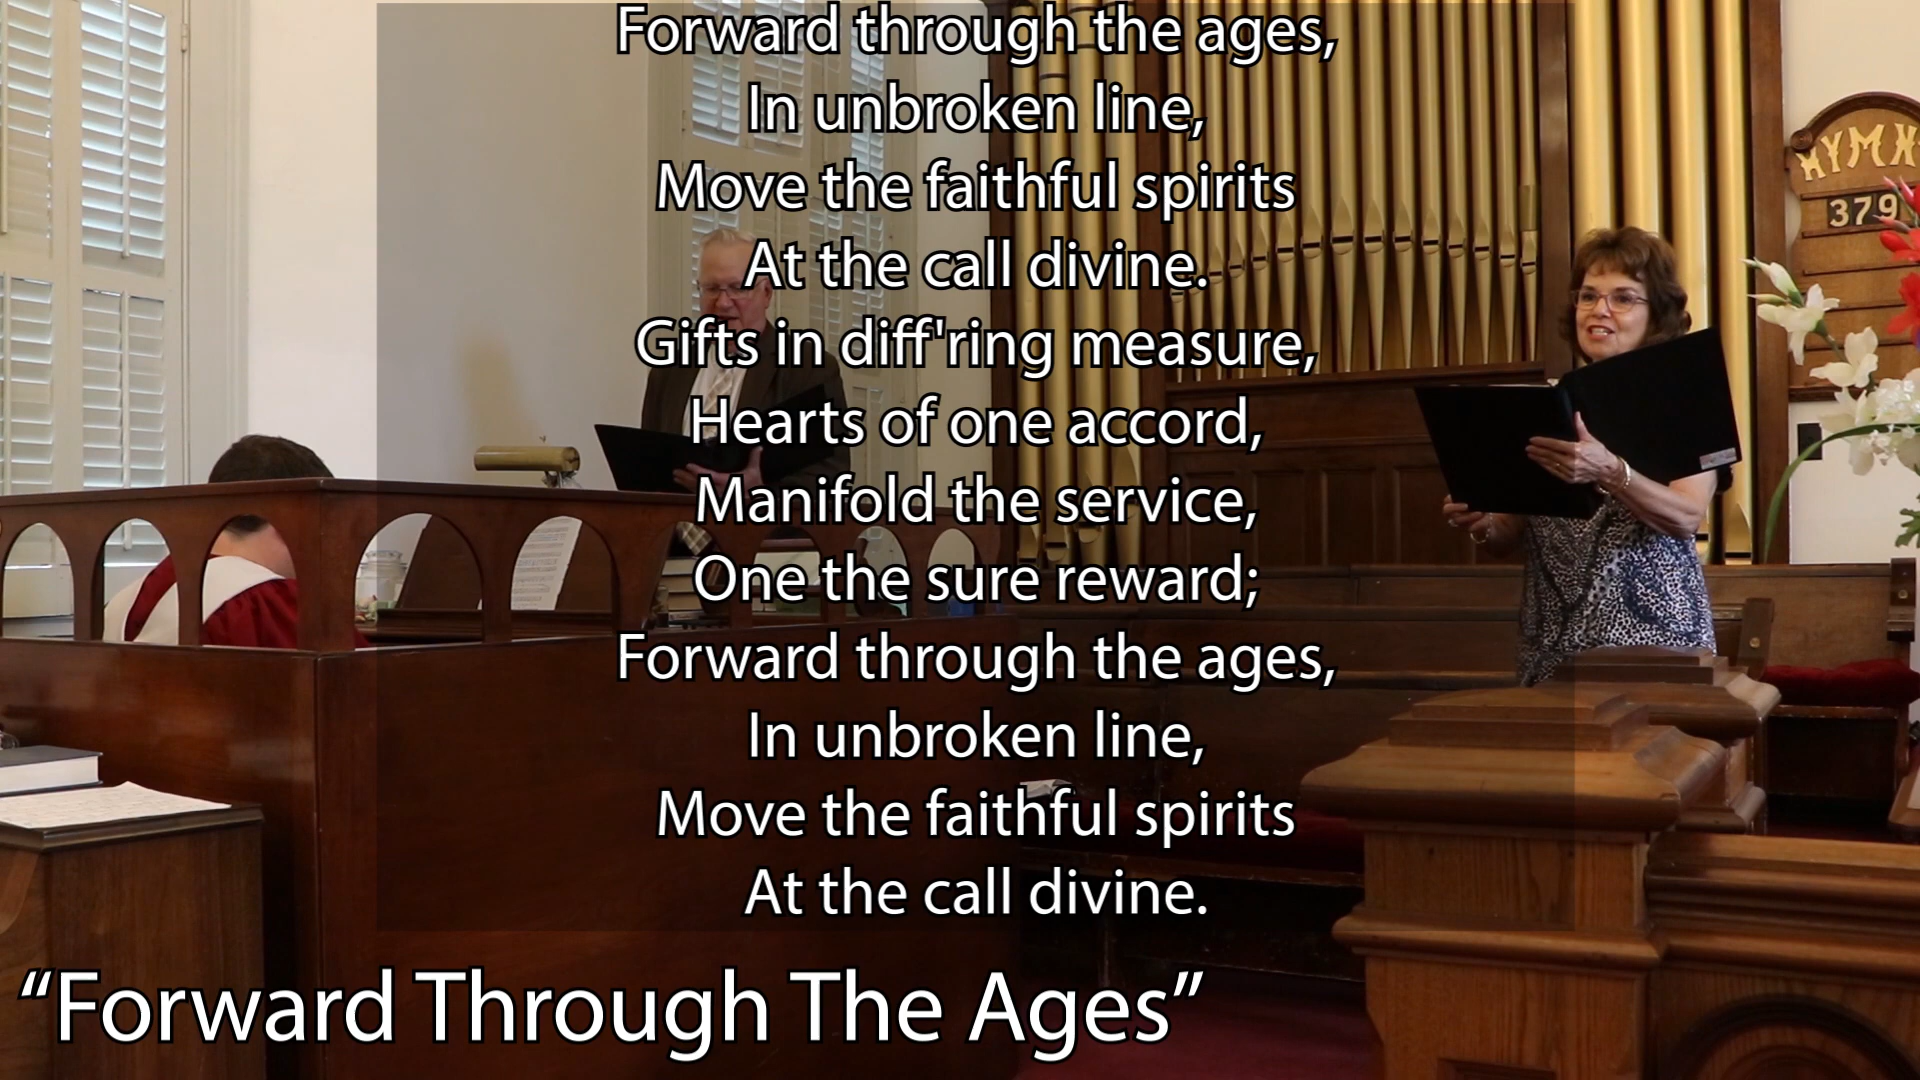 Forward through the ages,
In unbroken line,
Move the faithful spirits
At the call divine.
Gifts in diff'ring measure,
Hearts of one accord,
Manifold the service,
One the sure reward;
Forward through the ages,
In unbroken line,
Move the faithful spirits
At the call divine.
“Forward Through The Ages”
HYMN
379